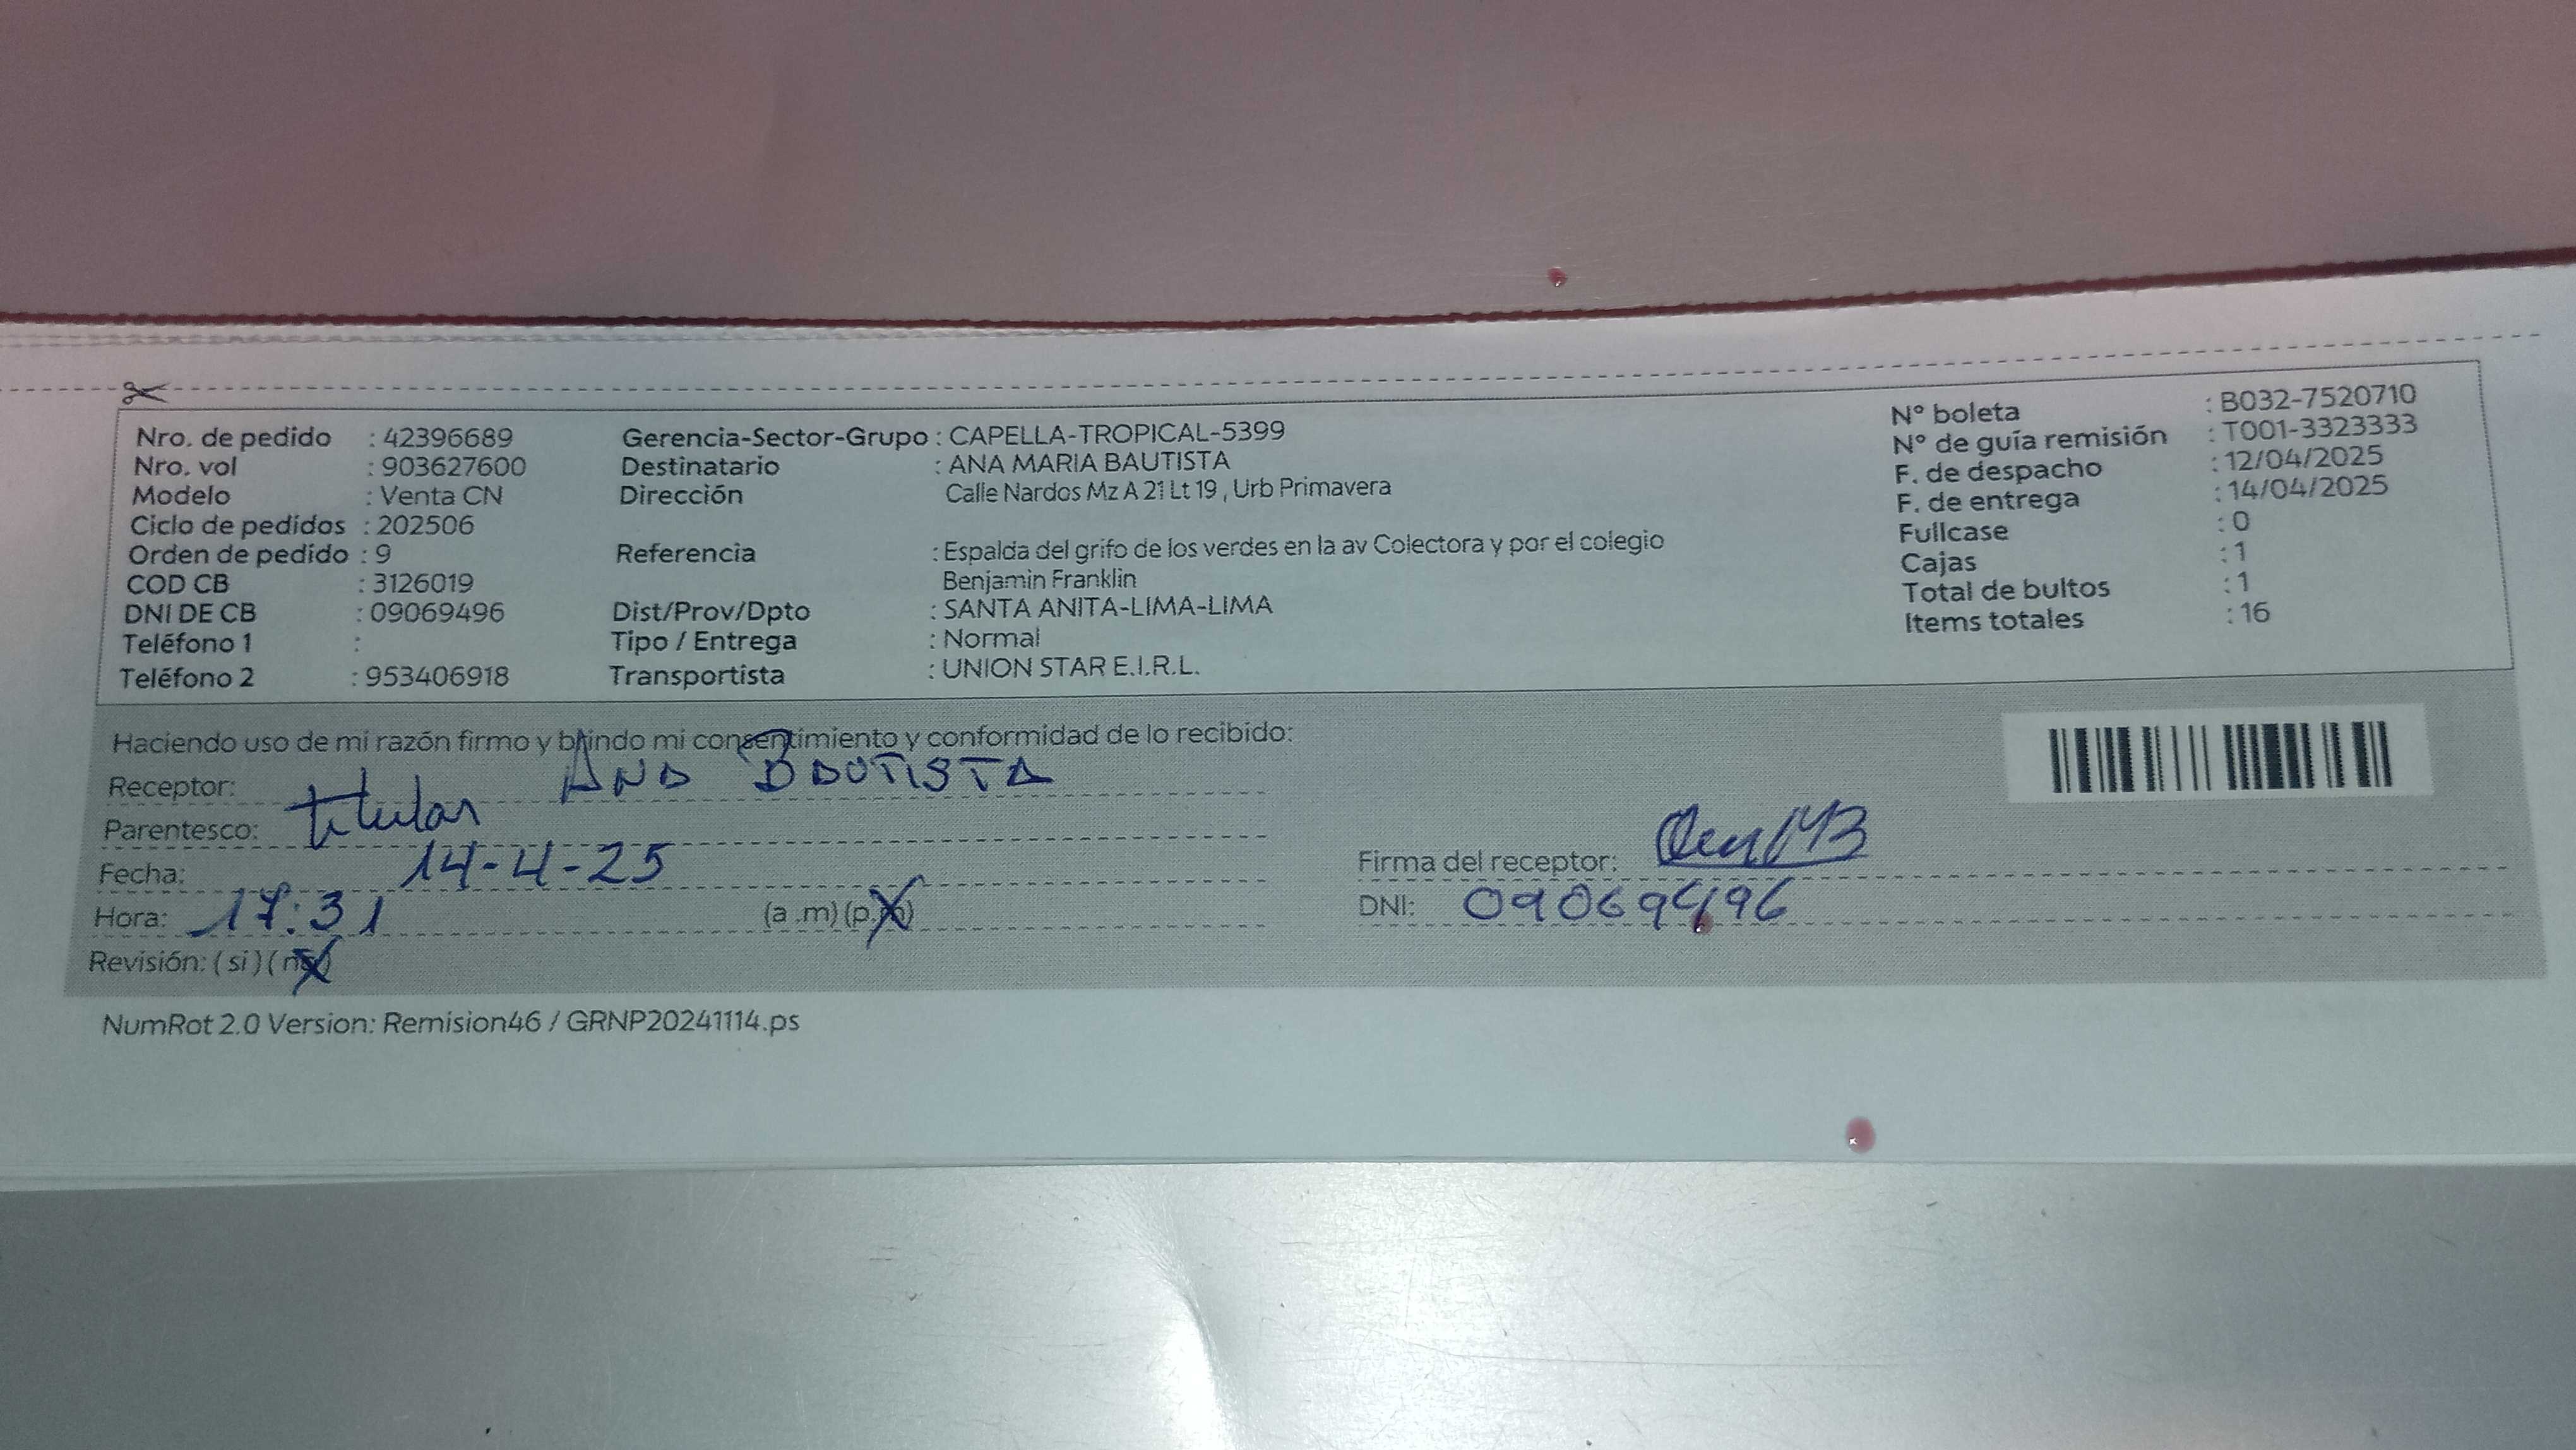 Nro. de pedido : 42396689
Nro. vol : 903627600
Modelo : Venta CN
Ciclo de pedidos : 202506
Orden de pedido : 9
COD CB : 3126019
DNI DE CB : 09069496
Teléfono 1 :
Teléfono 2 : 953406918
Gerencia-Sector-Grupo : CAPELLA-TROPICAL-5399
Destinatario : ANA MARIA BAUTISTA
Dirección Calle Nardos Mz A 21 Lt 19 , Urb Primavera
Referencia : Espalda del grifo de los verdes en la av Colectora y por el colegio
Benjamin Franklin
Dist/Prov/Dpto : SANTA ANITA-LIMA-LIMA
Tipo / Entrega : Normal
Transportista : UNION STAR E.I.R.L.
N° boleta : B032-7520710
N° de guía remisión : T001-3323333
F. de despacho : 12/04/2025
F. de entrega : 14/04/2025
Fullcase : 0
Cajas : 1
Total de bultos : 1
Items totales : 16
Haciendo uso de mi razón firmo y brindo mi consentimiento y conformidad de lo recibido:
Receptor: ANA BAUTISTA
Parentesco: titular
Fecha: 14-4-25
Hora: 17:31 (a .m) (p.m)
Revisión: ( si ) ( no )
Firma del receptor:
DNI: 09069496
NumRot 2.0 Version: Remision46 / GRNP20241114.ps